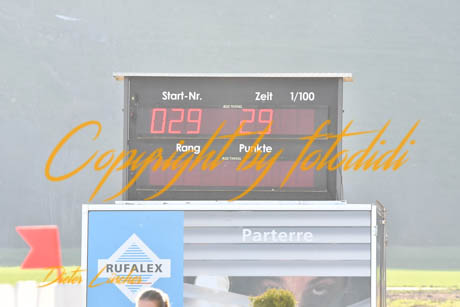 Start-Nr. Zeit 1/100
029 29
Rang Punkte
Copyright by fotodidi
Parterre
RUFALEX